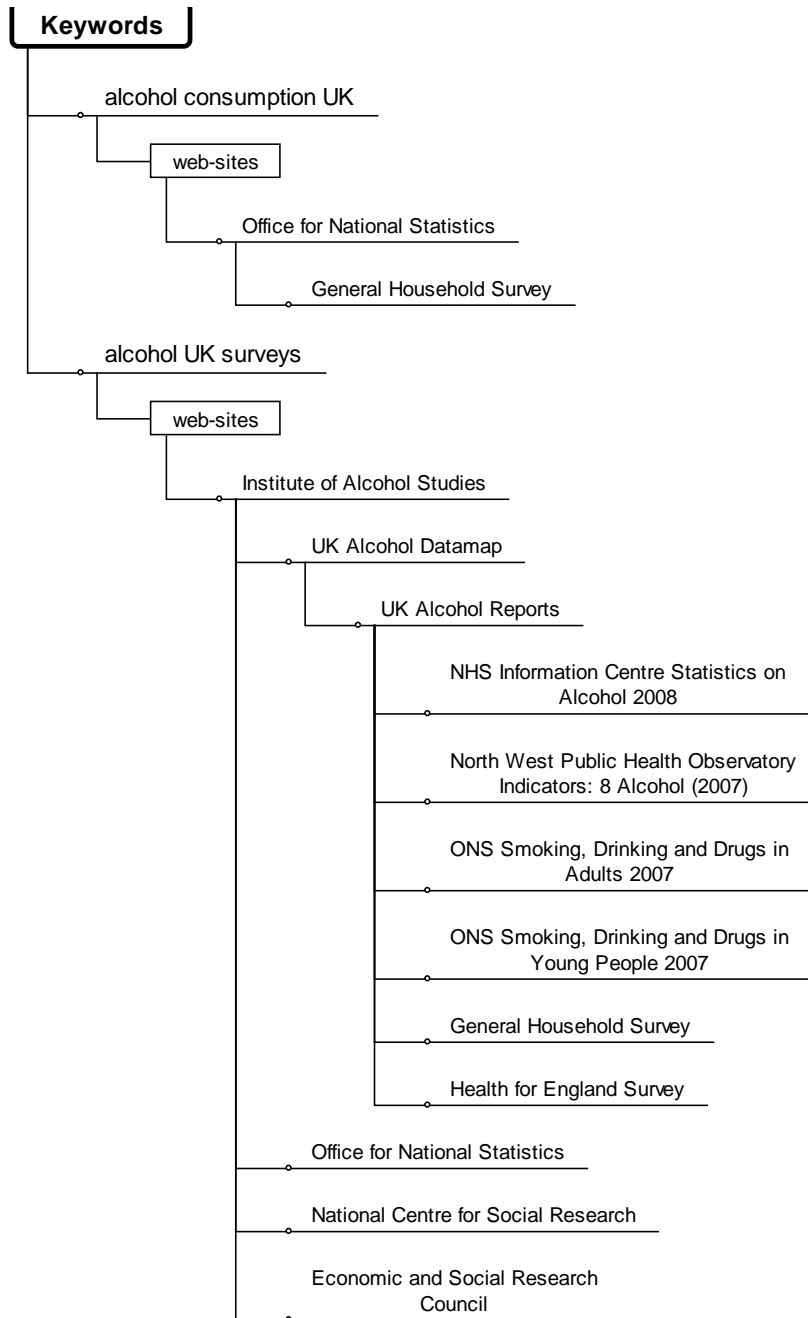 Keywords
alcohol consumption UK
web-sites
Office for National Statistics
General Household Survey
alcohol UK surveys
web-sites
Institute of Alcohol Studies
UK Alcohol Datamap
UK Alcohol Reports
NHS Information Centre Statistics on
Alcohol 2008
North West Public Health Observatory
Indicators: 8 Alcohol (2007)
ONS Smoking, Drinking and Drugs in
Adults 2007
ONS Smoking, Drinking and Drugs in
Young People 2007
General Household Survey
Health for England Survey
Office for National Statistics
National Centre for Social Research
Economic and Social Research
Council